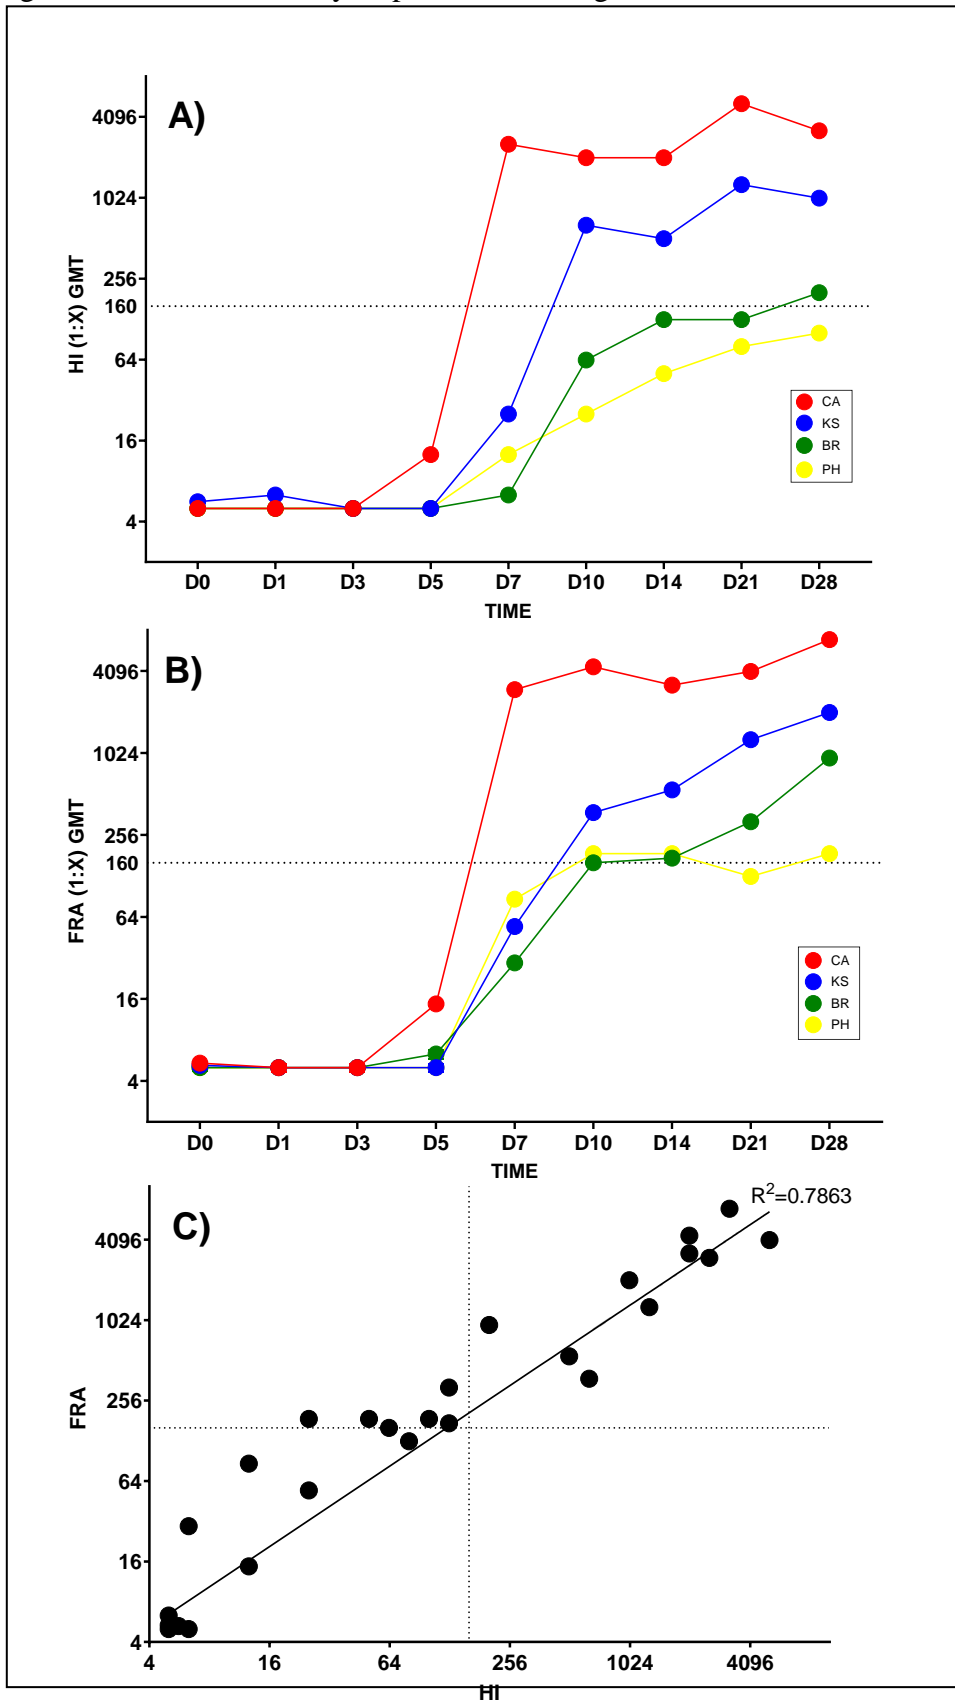 A)
4096
1024
256
160
64
16
4
HI (1:X) GMT
CA
KS
BR
PH
D0 D1 D3 D5 D7 D10 D14 D21 D28
TIME
B)
4096
1024
256
160
64
16
4
FRA (1:X) GMT
CA
KS
BR
PH
D0 D1 D3 D5 D7 D10 D14 D21 D28
TIME
C)
R²=0.7863
4096
1024
256
64
16
4
FRA
4 16 64 256 1024 4096
HI